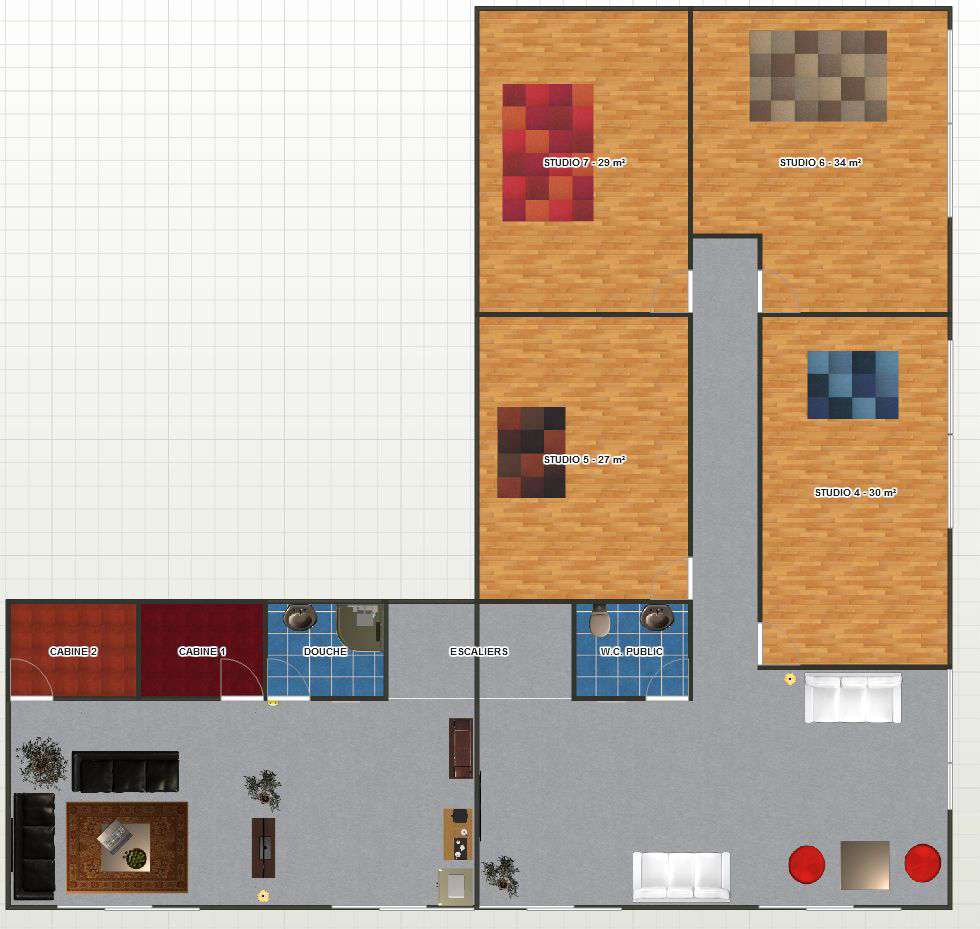 STUDIO 7 - 29 m²
STUDIO 6 - 34 m²
STUDIO 5 - 27 m²
STUDIO 4 - 30 m²
CABINE 2
CABINE 1
DOUCHE
ESCALIERS
W.C. PUBLIC